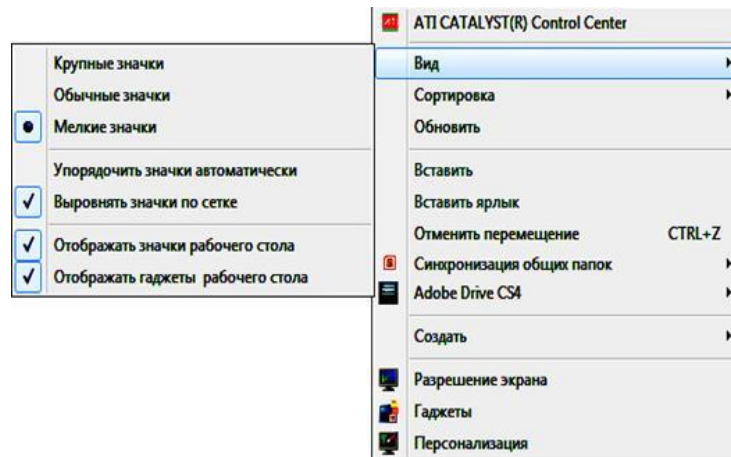 ATI CATALYST(R) Control Center
Вид
Сортировка
Обновить
Вставить
Вставить ярлык
Отменить перемещение CTRL+Z
Синхронизация общих папок
Adobe Drive CS4
Создать
Разрешение экрана
Гаджеты
Персонализация
Крупные значки
Обычные значки
Мелкие значки
Упорядочить значки автоматически
Выровнять значки по сетке
Отображать значки рабочего стола
Отображать гаджеты рабочего стола